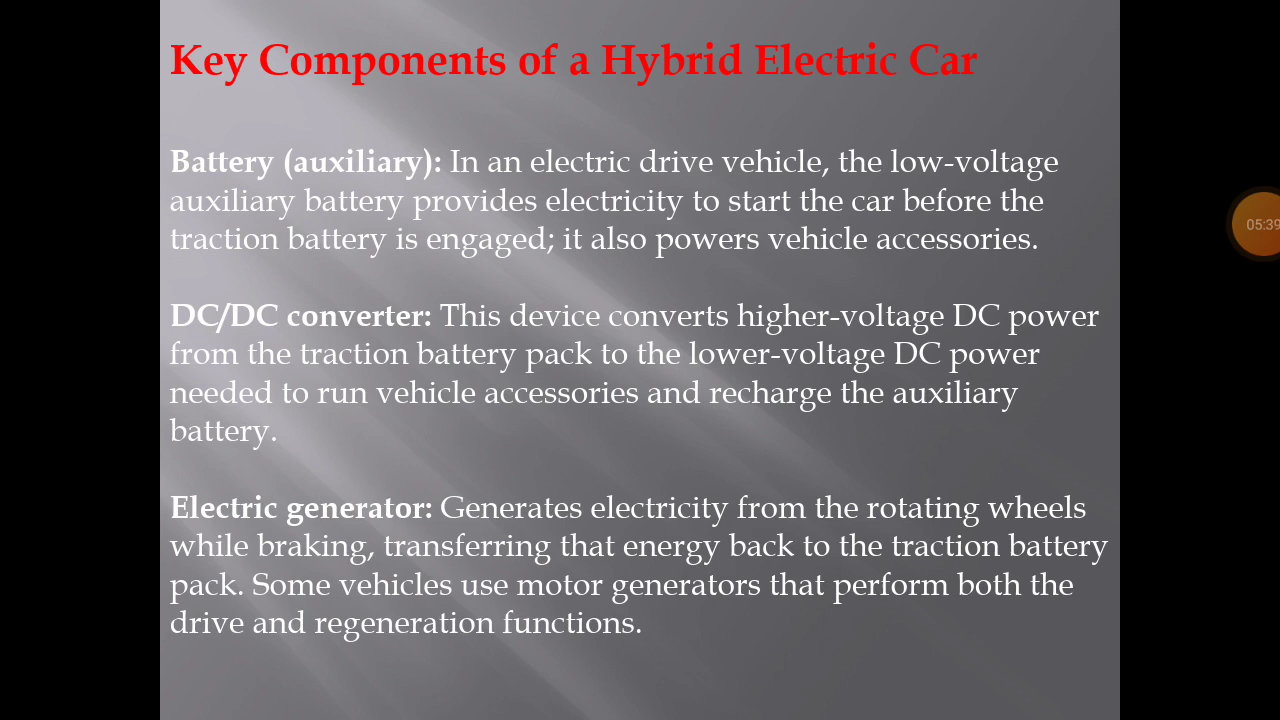 Key Components of a Hybrid Electric Car
Battery (auxiliary): In an electric drive vehicle, the low-voltage
auxiliary battery provides electricity to start the car before the
traction battery is engaged; it also powers vehicle accessories.
DC/DC converter: This device converts higher-voltage DC power
from the traction battery pack to the lower-voltage DC power
needed to run vehicle accessories and recharge the auxiliary
battery.
Electric generator: Generates electricity from the rotating wheels
while braking, transferring that energy back to the traction battery
pack. Some vehicles use motor generators that perform both the
drive and regeneration functions.
05:39